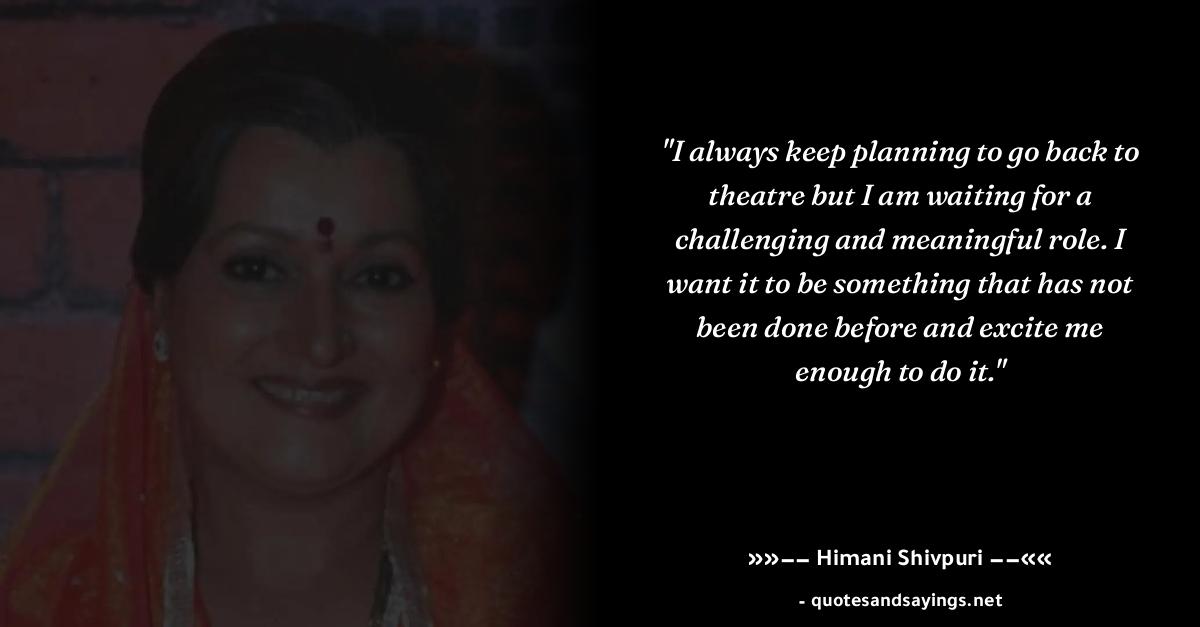 "I always keep planning to go back to
theatre but I am waiting for a
challenging and meaningful role. I
want it to be something that has not
been done before and excite me
enough to do it."
»»−− Himani Shivpuri −−««
- quotesandsayings.net